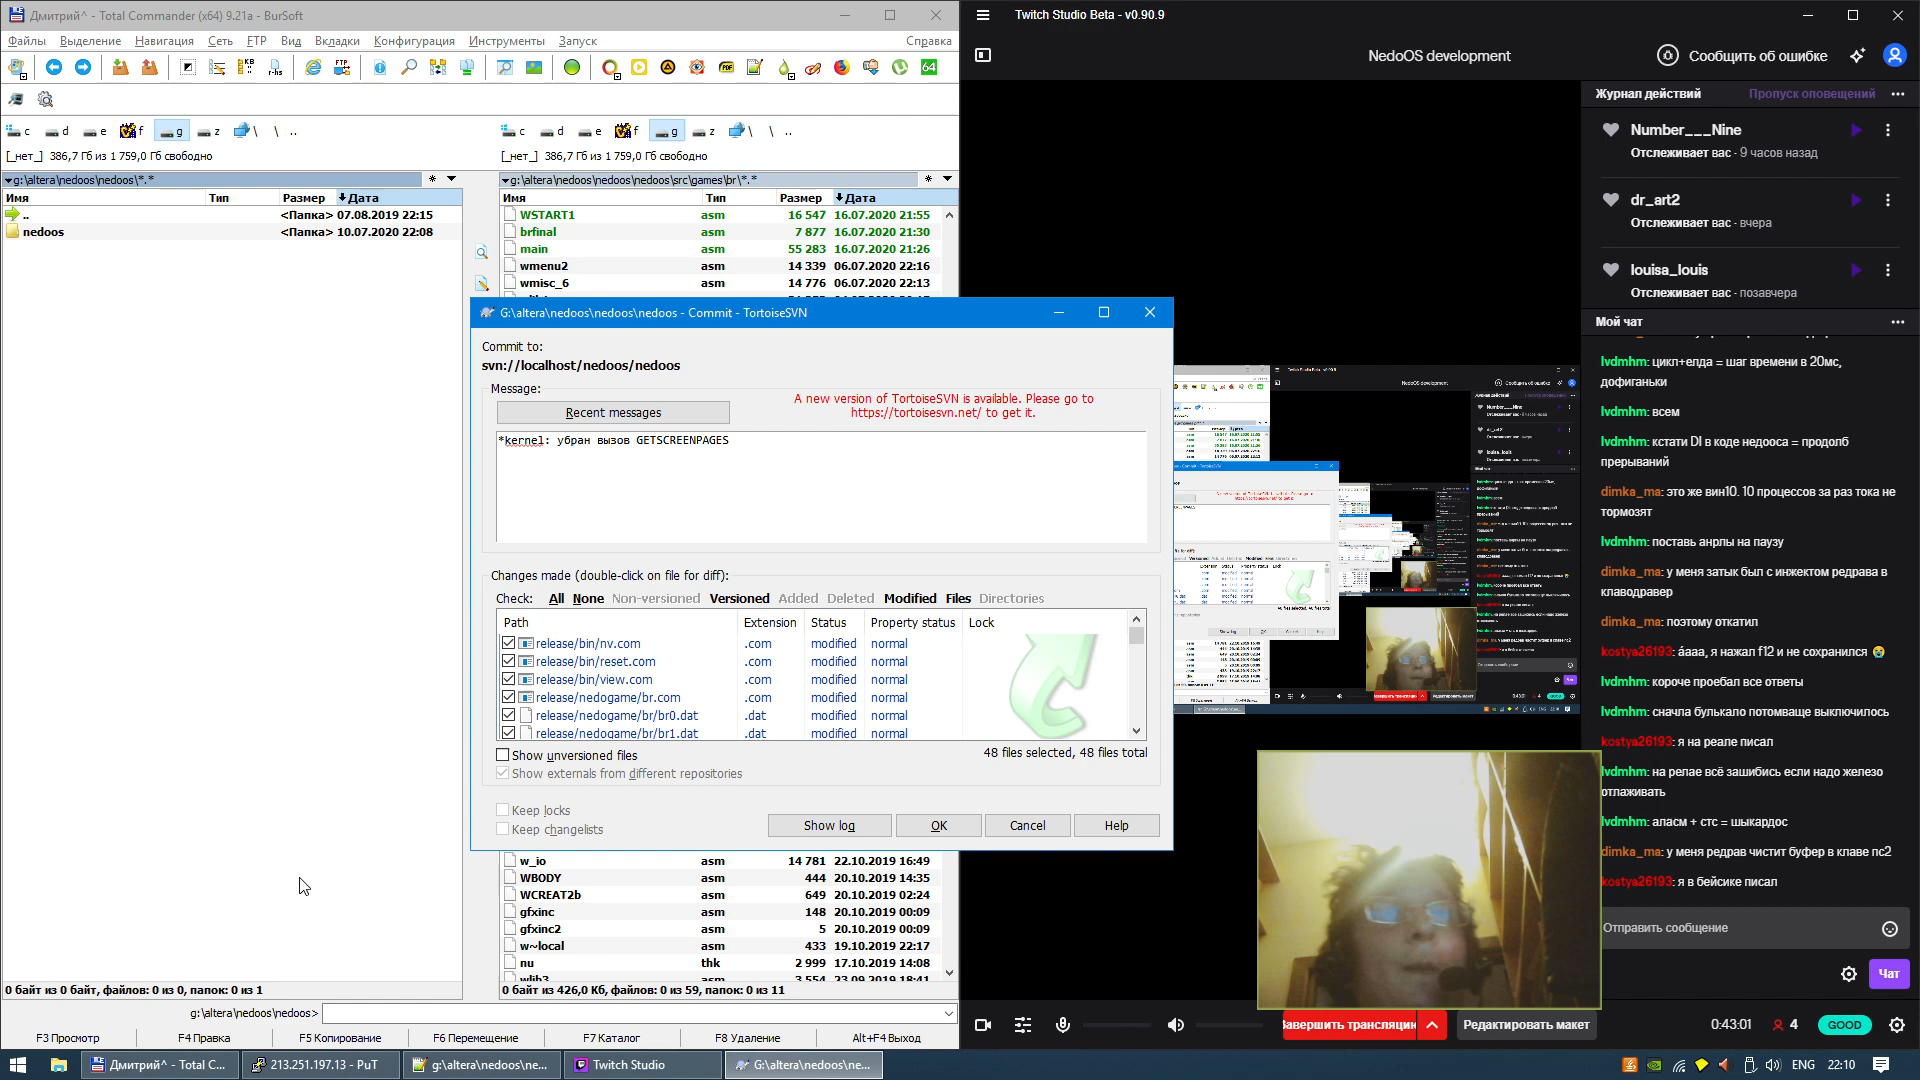 Дмитрий^ - Total Commander (x64) 9.21a - BurSoft
Файлы Выделение Навигация Сеть FTP Вид Вкладки Конфигурация Инструменты Запуск Справка
c d e f g z \ \ ..
c d e f g z \ \ ..
[_нет_] 386,7 Гб из 1 759,0 Гб свободно
[_нет_] 386,7 Гб из 1 759,0 Гб свободно
g:\altera\nedoos\nedoos\*.*
Имя Тип Размер Дата
.. <Папка> 07.08.2019 22:15
nedoos <Папка> 10.07.2020 22:08
0 байт из 0 байт, файлов: 0 из 0, папок: 0 из 1
g:\altera\nedoos\nedoos\nedoos\src\games\br\*.*
Имя Тип Размер Дата
WSTART1 asm 16 547 16.07.2020 21:55
brfinal asm 7 877 16.07.2020 21:30
main asm 55 283 16.07.2020 21:26
wmenu2 asm 14 339 06.07.2020 22:16
wmisc_6 asm 14 776 06.07.2020 22:13
G:\altera\nedoos\nedoos\nedoos - Commit - TortoiseSVN
Commit to:
svn://localhost/nedoos/nedoos
Message:
Recent messages
A new version of TortoiseSVN is available. Please go to
https://tortoisesvn.net/ to get it.
*kernel: убран вызов GETSCREENPAGES
Changes made (double-click on file for diff):
Check: All None Non-versioned Versioned Added Deleted Modified Files Directories
Path Extension Status Property status Lock
release/bin/nv.com .com modified normal
release/bin/reset.com .com modified normal
release/bin/view.com .com modified normal
release/nedogame/br.com .com modified normal
release/nedogame/br/br0.dat .dat modified normal
release/nedogame/br/br1.dat .dat modified normal
Show unversioned files
48 files selected, 48 files total
Show externals from different repositories
Keep locks
Keep changelists
Show log OK Cancel Help
w_io asm 14 781 22.10.2019 16:49
WBODY asm 444 20.10.2019 14:35
WCREAT2b asm 649 20.10.2019 02:24
gfxinc asm 148 20.10.2019 00:09
gfxinc2 asm 5 20.10.2019 00:09
w~local asm 433 19.10.2019 22:17
nu thk 2 999 17.10.2019 14:08
wlib3 asm 3 554 23.09.2019 18:41
0 байт из 426,0 Кб, файлов: 0 из 59, папок: 0 из 11
g:\altera\nedoos\nedoos>
F3 Просмотр F4 Правка F5 Копирование F6 Перемещение F7 Каталог F8 Удаление Alt+F4 Выход
Twitch Studio Beta - v0.90.9
NedoOS development
Сообщить об ошибке
Журнал действий Пропуск оповещений
Number___Nine
Отслеживает вас - 9 часов назад
dr_art2
Отслеживает вас - вчера
louisa_louis
Отслеживает вас - позавчера
Мой чат
lvdmhm: цикл+елда = шаг времени в 20мс,
дофиганьки
lvdmhm: всем
lvdmhm: кстати DI в коде недооса = продолб
прерываний
dimka_ma: это же вин10. 10 процессов за раз тока не
тормозят
lvdmhm: поставь анрлы на паузу
dimka_ma: у меня затык был с инжектом редрава в
клаводравер
dimka_ma: поэтому откатил
kostya26193: áааа, я нажал f12 и не сохранился
lvdmhm: короче проебал все ответы
lvdmhm: сначла булькало потомваще выключилось
kostya26193: я на реале писал
lvdmhm: на релае всё зашибись если надо железо
отлаживать
lvdmhm: аласм + стс = шыкардос
dimka_ma: у меня редрав чистит буфер в клаве пс2
kostya26193: я в бейсике писал
Отправить сообщение
Чат
Завершить трансляцию
Редактировать макет
0:43:01 4 GOOD
Дмитрий^ - Total C...
213.251.197.13 - PuT
g:\altera\nedoos\ne...
Twitch Studio
G:\altera\nedoos\ne...
ENG 22:10